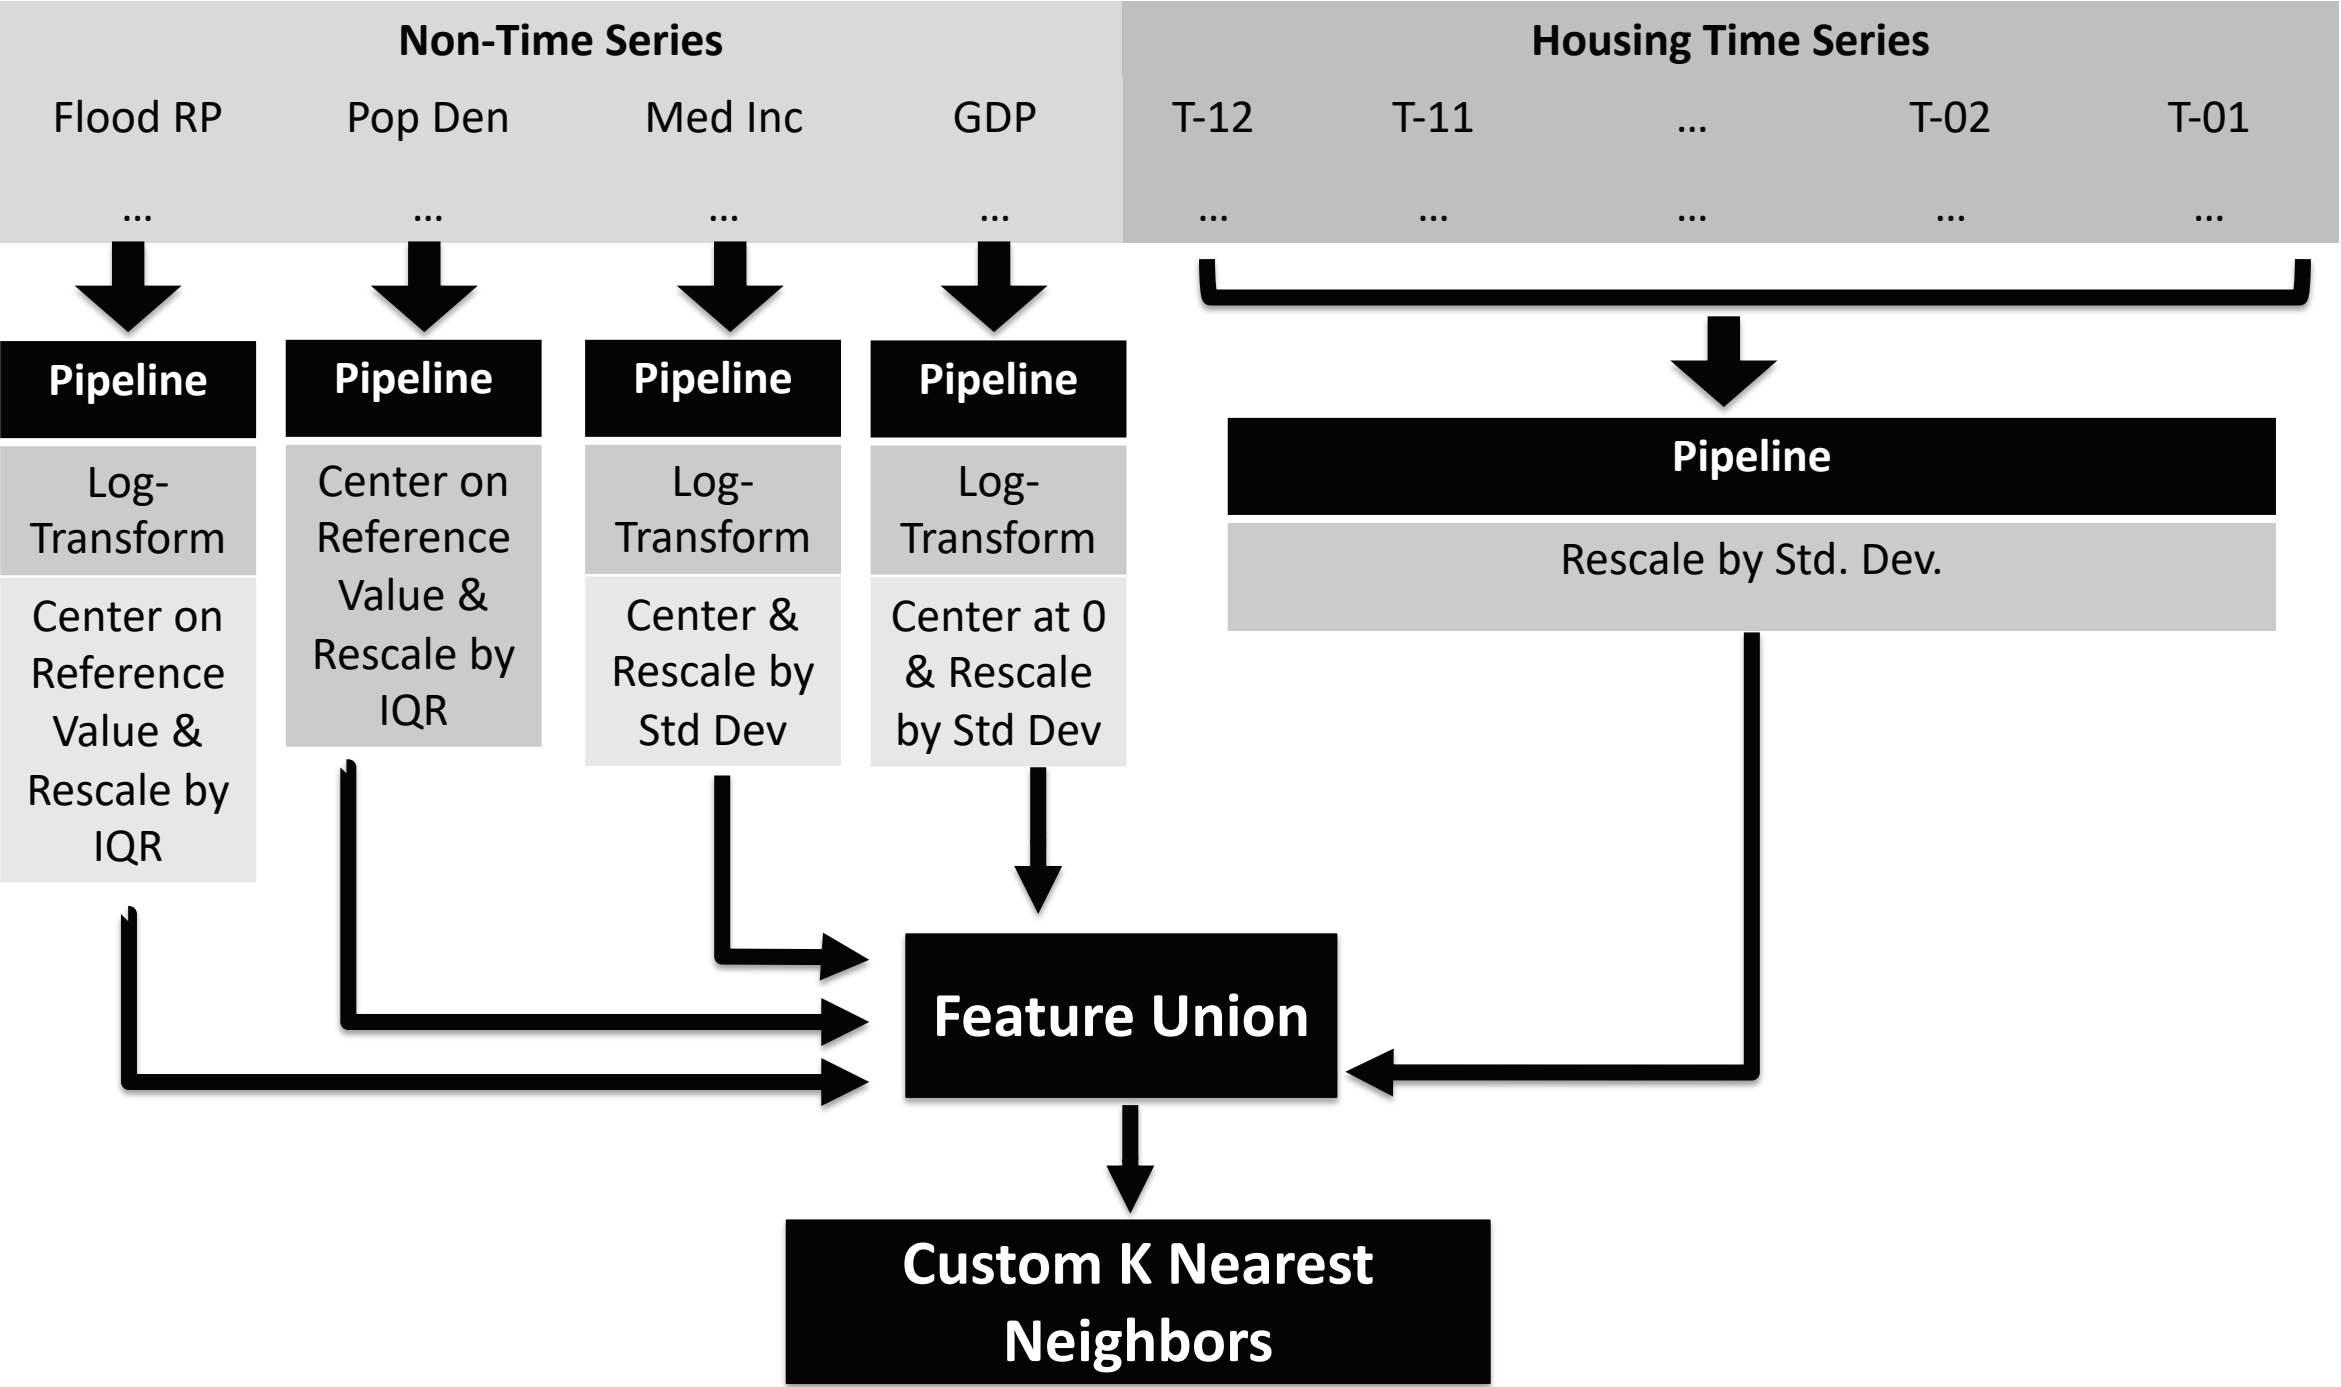 Non-Time Series
Housing Time Series
Flood RP
Pop Den
Med Inc
GDP
T-12
T-11
...
T-02
T-01
...
...
...
...
...
...
...
...
...
Pipeline
Log-
Transform
Center on
Reference
Value &
Rescale by
IQR
Pipeline
Center on
Reference
Value &
Rescale by
IQR
Pipeline
Log-
Transform
Center &
Rescale by
Std Dev
Pipeline
Log-
Transform
Center at 0
& Rescale
by Std Dev
Pipeline
Rescale by Std. Dev.
Feature Union
Custom K Nearest
Neighbors